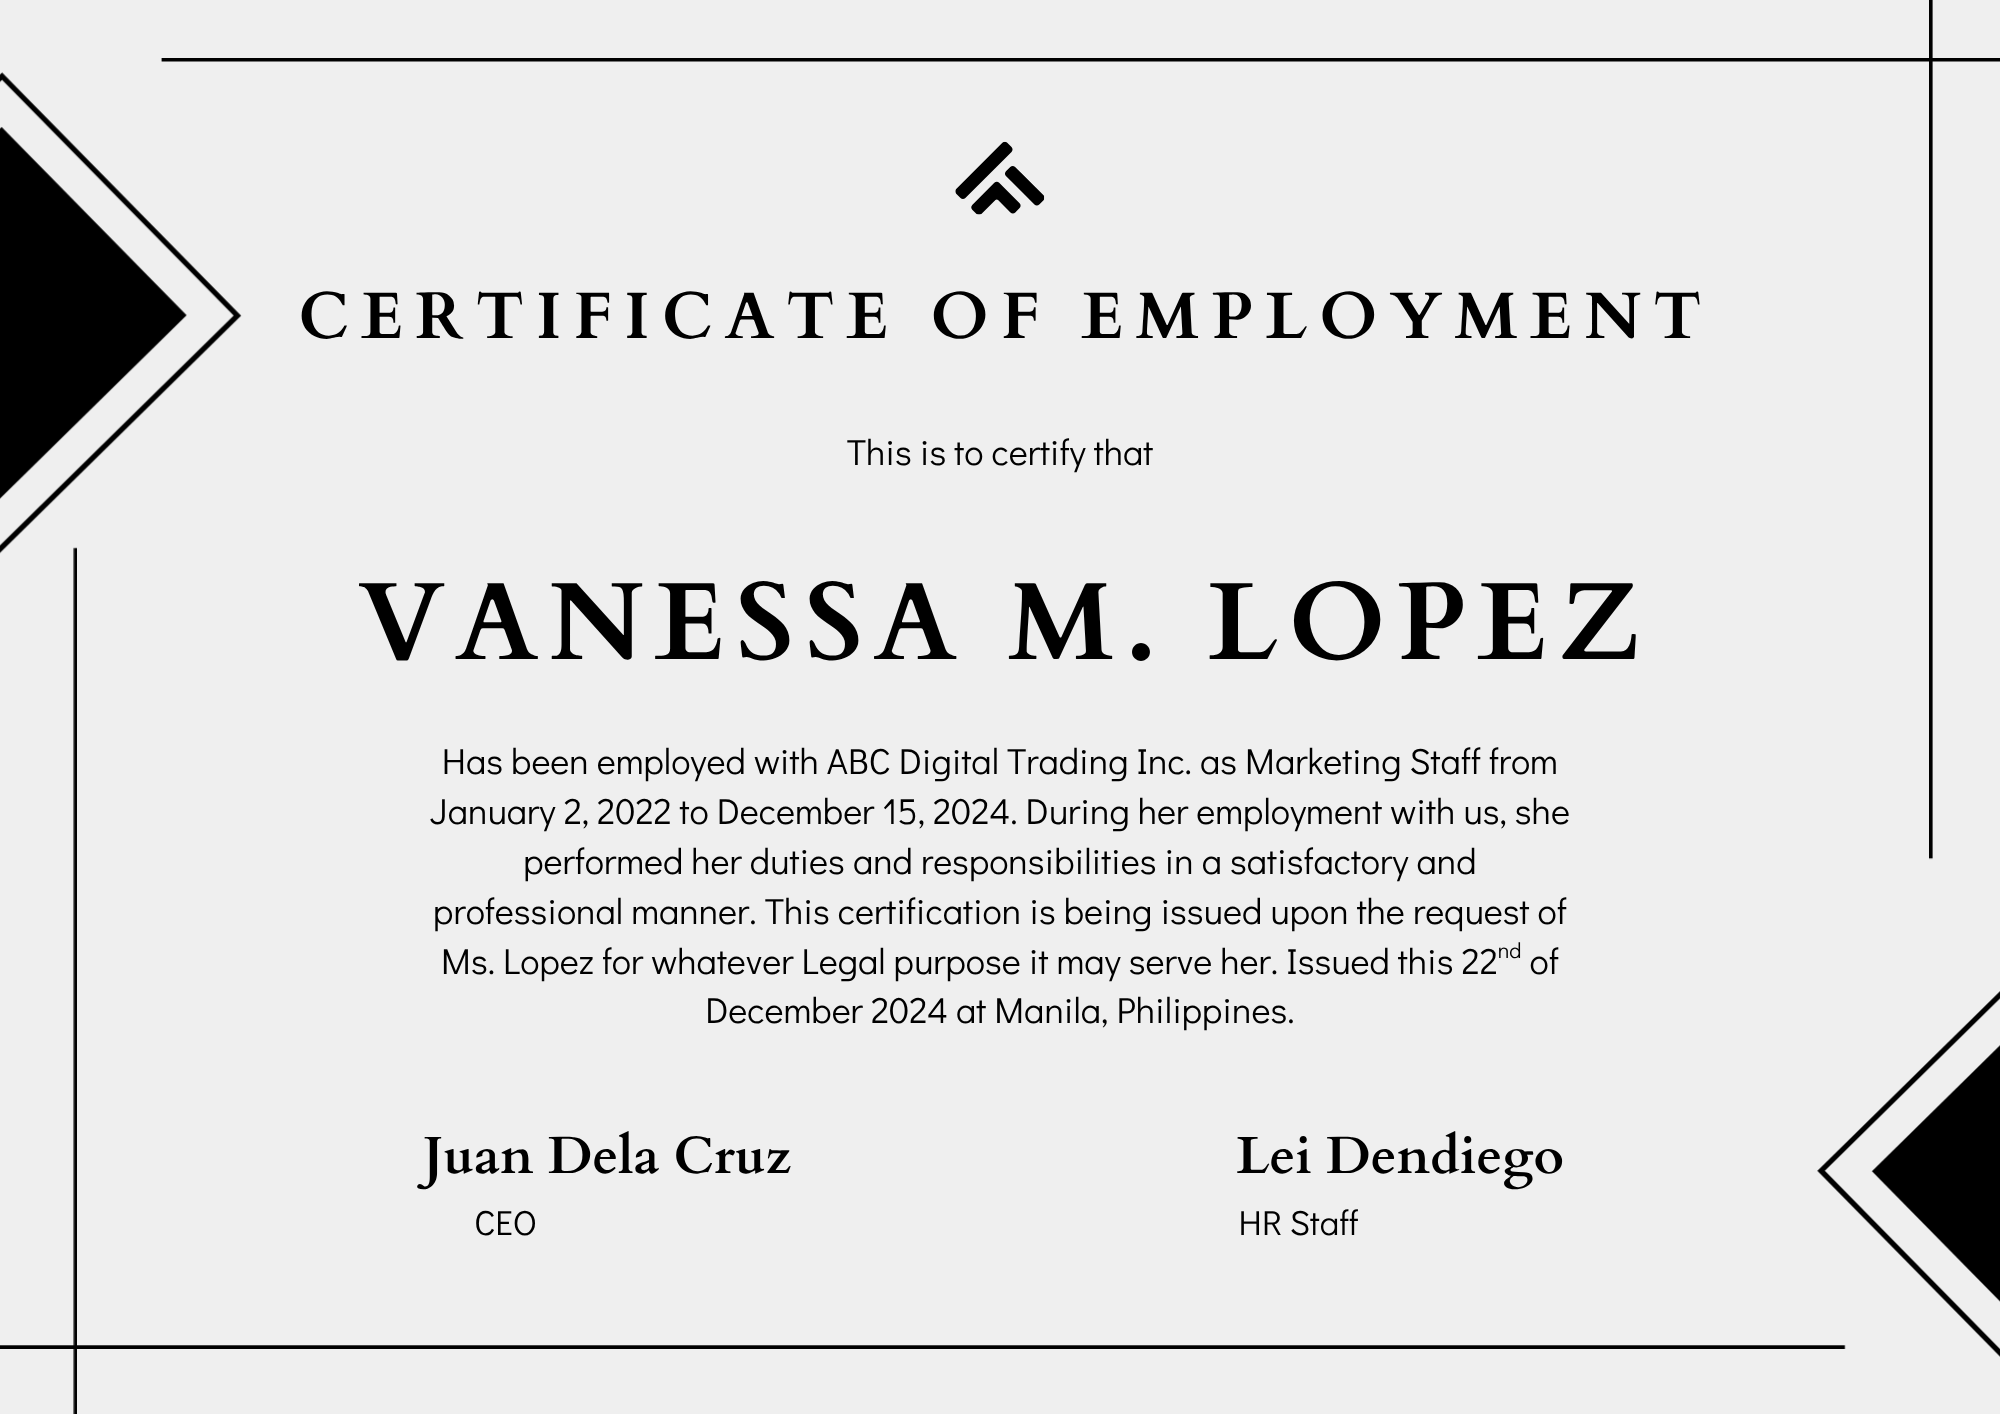 CERTIFICATE OF EMPLOYMENT
This is to certify that
VANESSA M. LOPEZ
Has been employed with ABC Digital Trading Inc. as Marketing Staff from
January 2, 2022 to December 15, 2024. During her employment with us, she
performed her duties and responsibilities in a satisfactory and
professional manner. This certification is being issued upon the request of
Ms. Lopez for whatever Legal purpose it may serve her. Issued this 22nd of
December 2024 at Manila, Philippines.
Juan Dela Cruz
CEO
Lei Dendiego
HR Staff